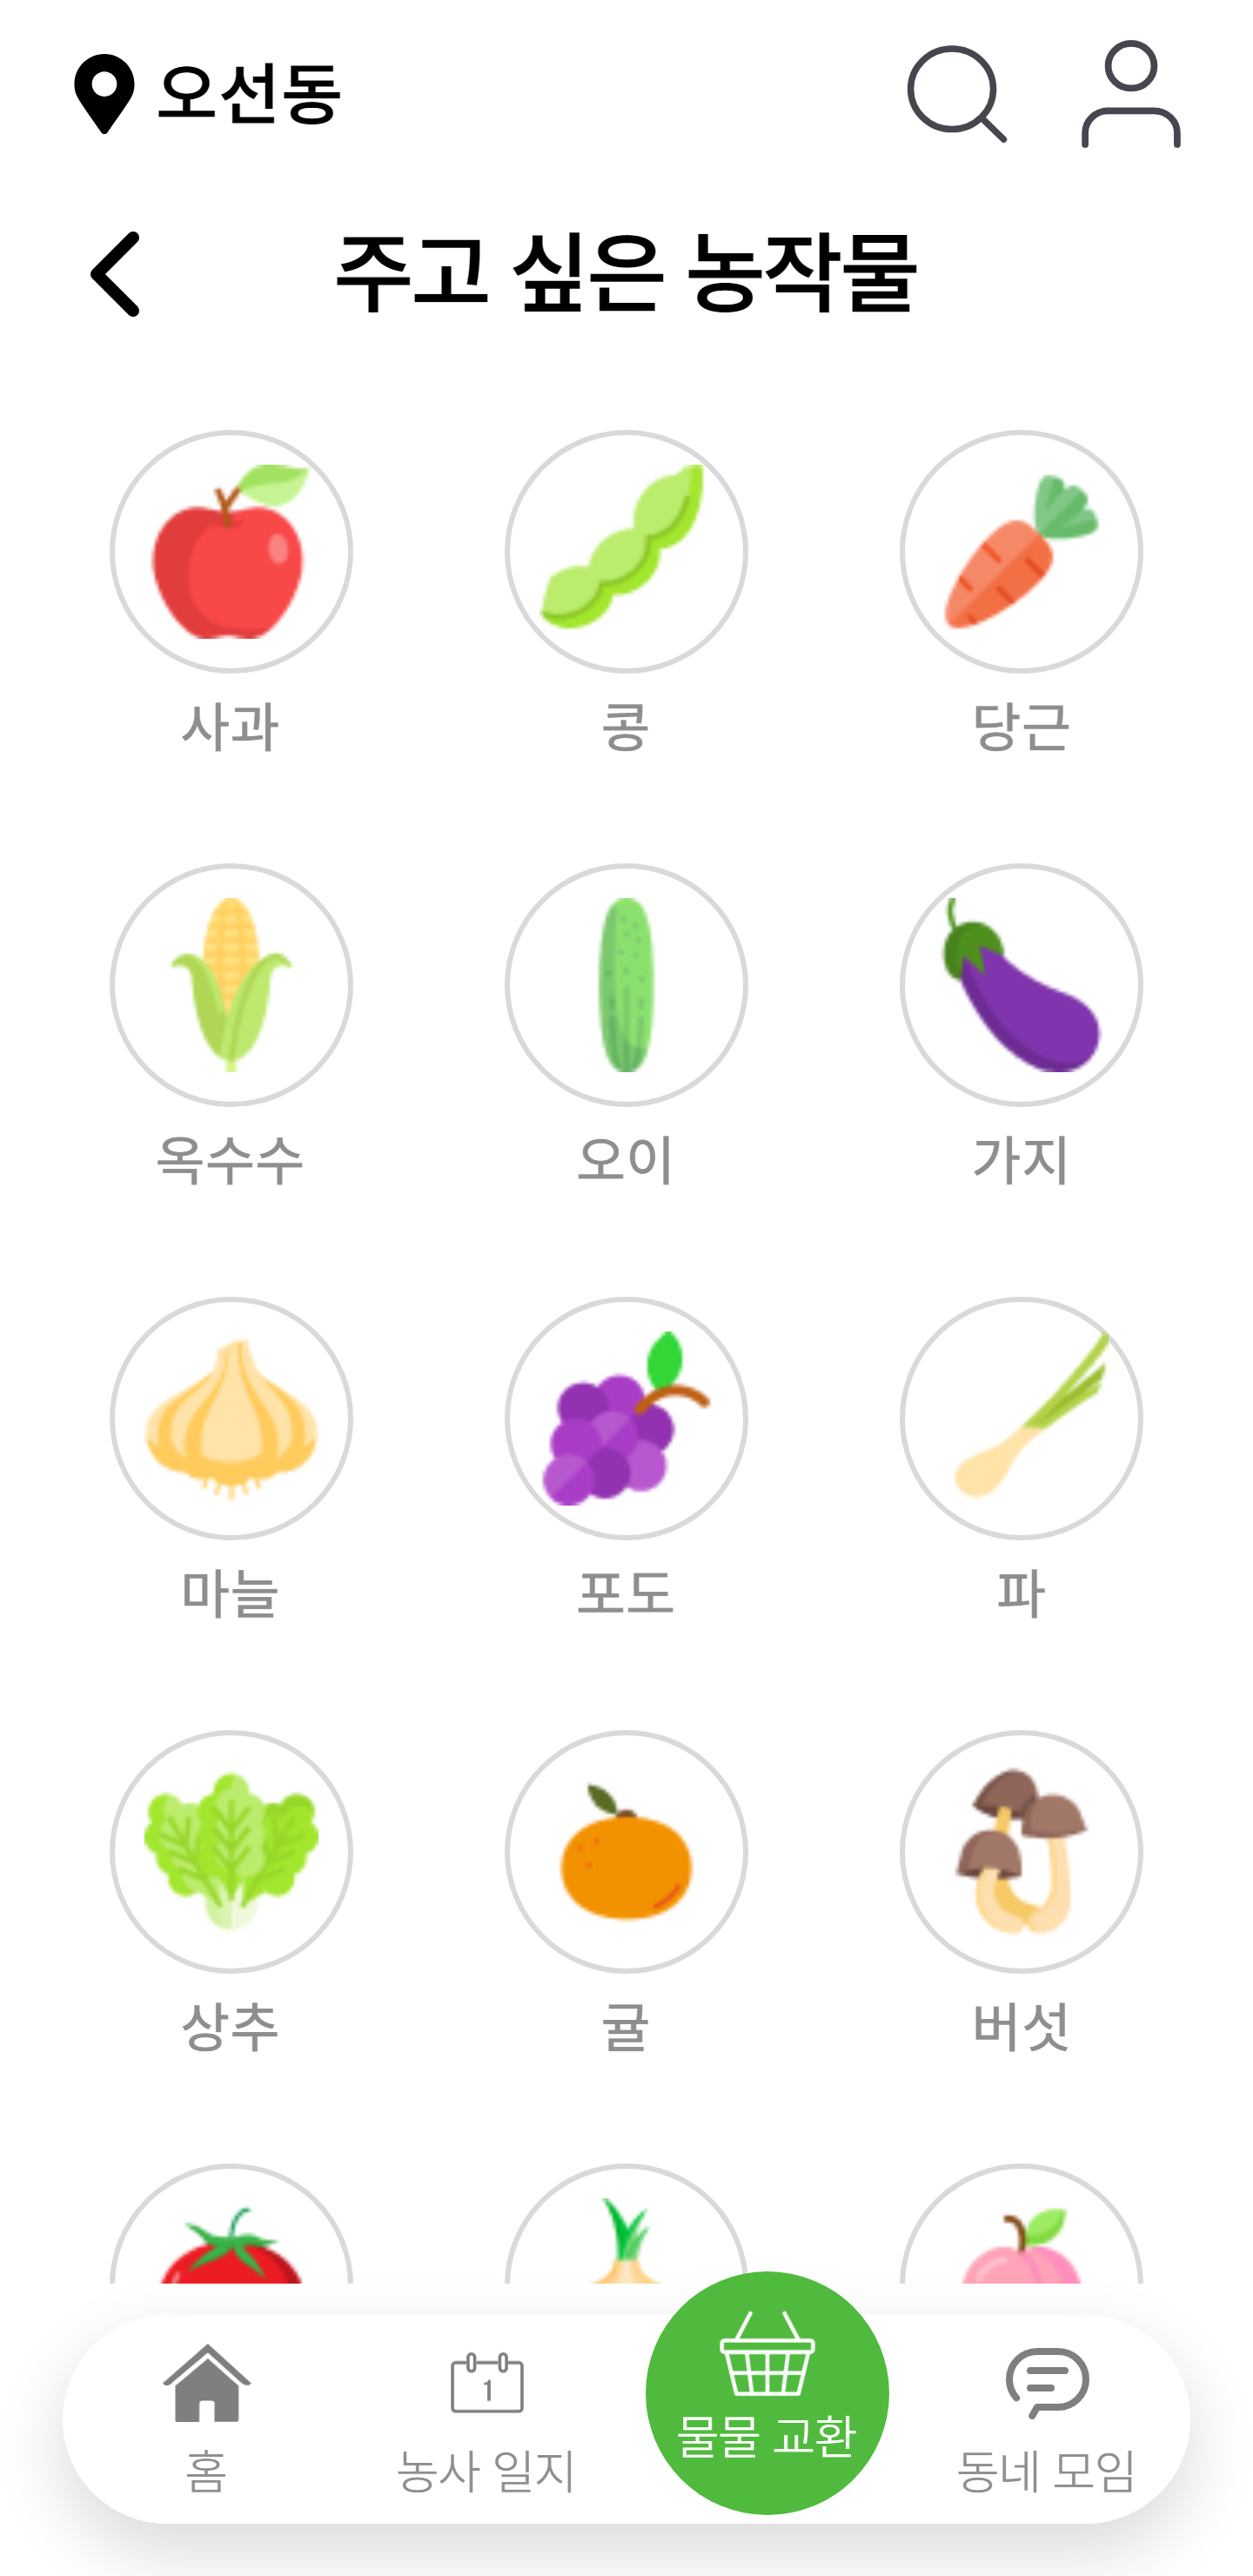 오선동
주고 싶은 농작물
사과 콩 당근
옥수수 오이 가지
마늘 포도 파
상추 귤 버섯
1
홈 농사 일지 물물 교환 동네 모임